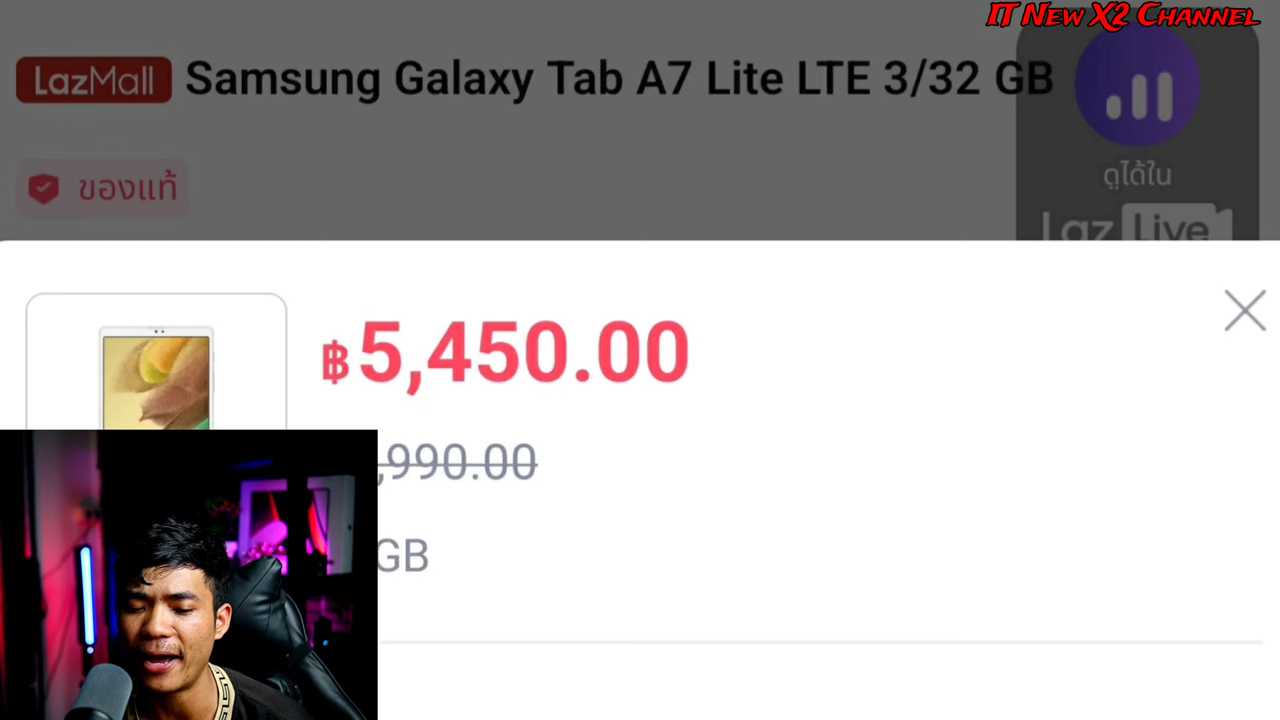 IT New X2 Channel
LazMall Samsung Galaxy Tab A7 Lite LTE 3/32 GB
ของแท้
ดูได้ใน
Laz Live
฿5,450.00
,990.00
GB